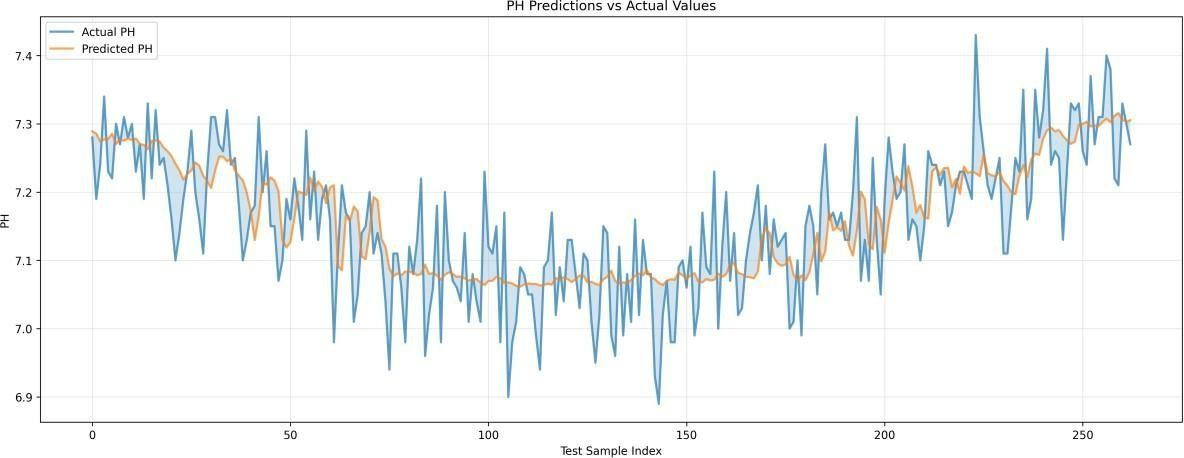 PH Predictions vs Actual Values
Actual PH
Predicted PH
7.4
7.3
7.2
7.1
7.0
6.9
PH
0 50 100 150 200 250
Test Sample Index